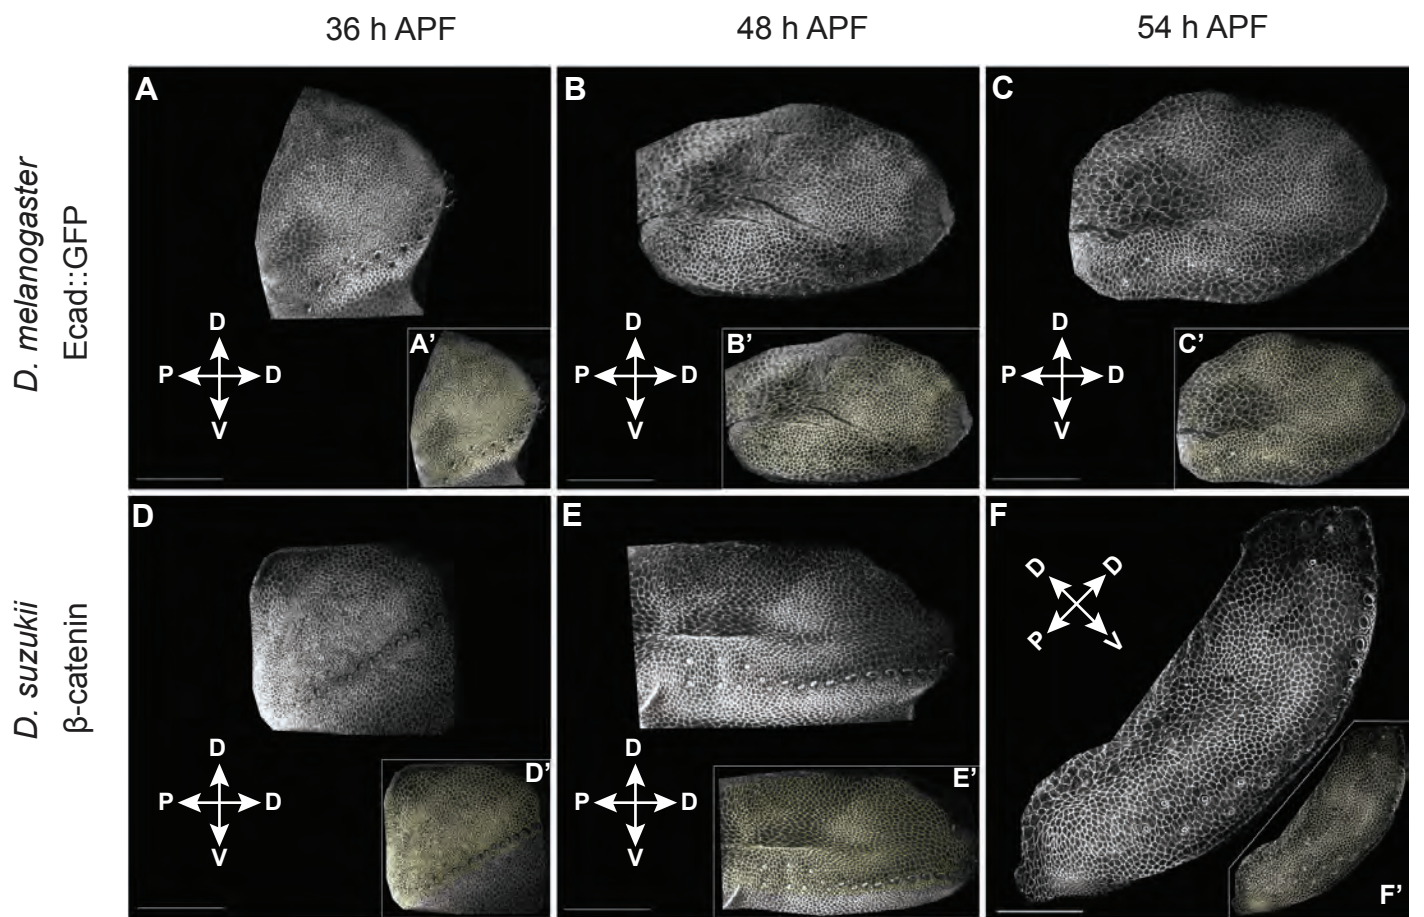 36 h APF
48 h APF
54 h APF
D. melanogaster
Ecad::GFP
A
B
C
D
P
D
V
D
P
D
V
D
P
D
V
A'
B'
C'
D. suzukii
β-catenin
D
E
F
D
D
P
V
D
P
D
V
D
P
D
V
D'
E'
F'